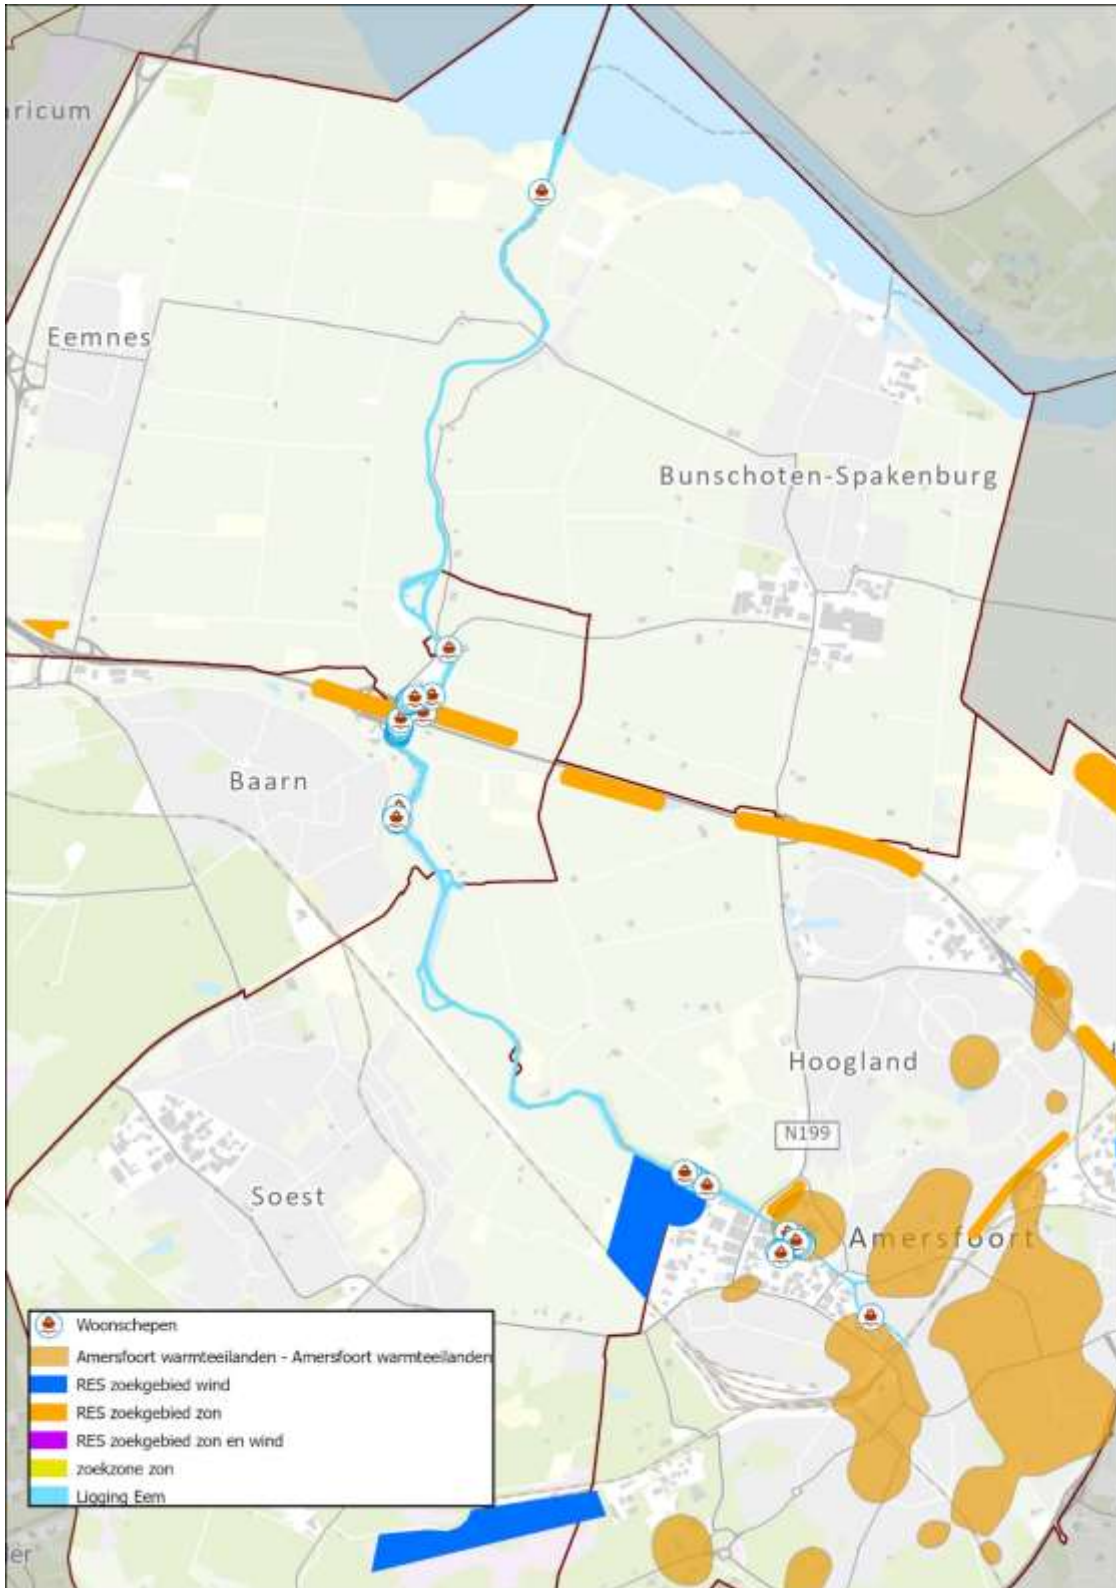 aricum
Eemnes
Bunschoten-Spakenburg
Baarn
Hoogland
N199
Soest
Amersfoort
Woonschepen
Amersfoort warmteeilanden - Amersfoort warmteeilanden
RES zoekgebied wind
RES zoekgebied zon
RES zoekgebied zon en wind
zoekzone zon
Ligging Eem